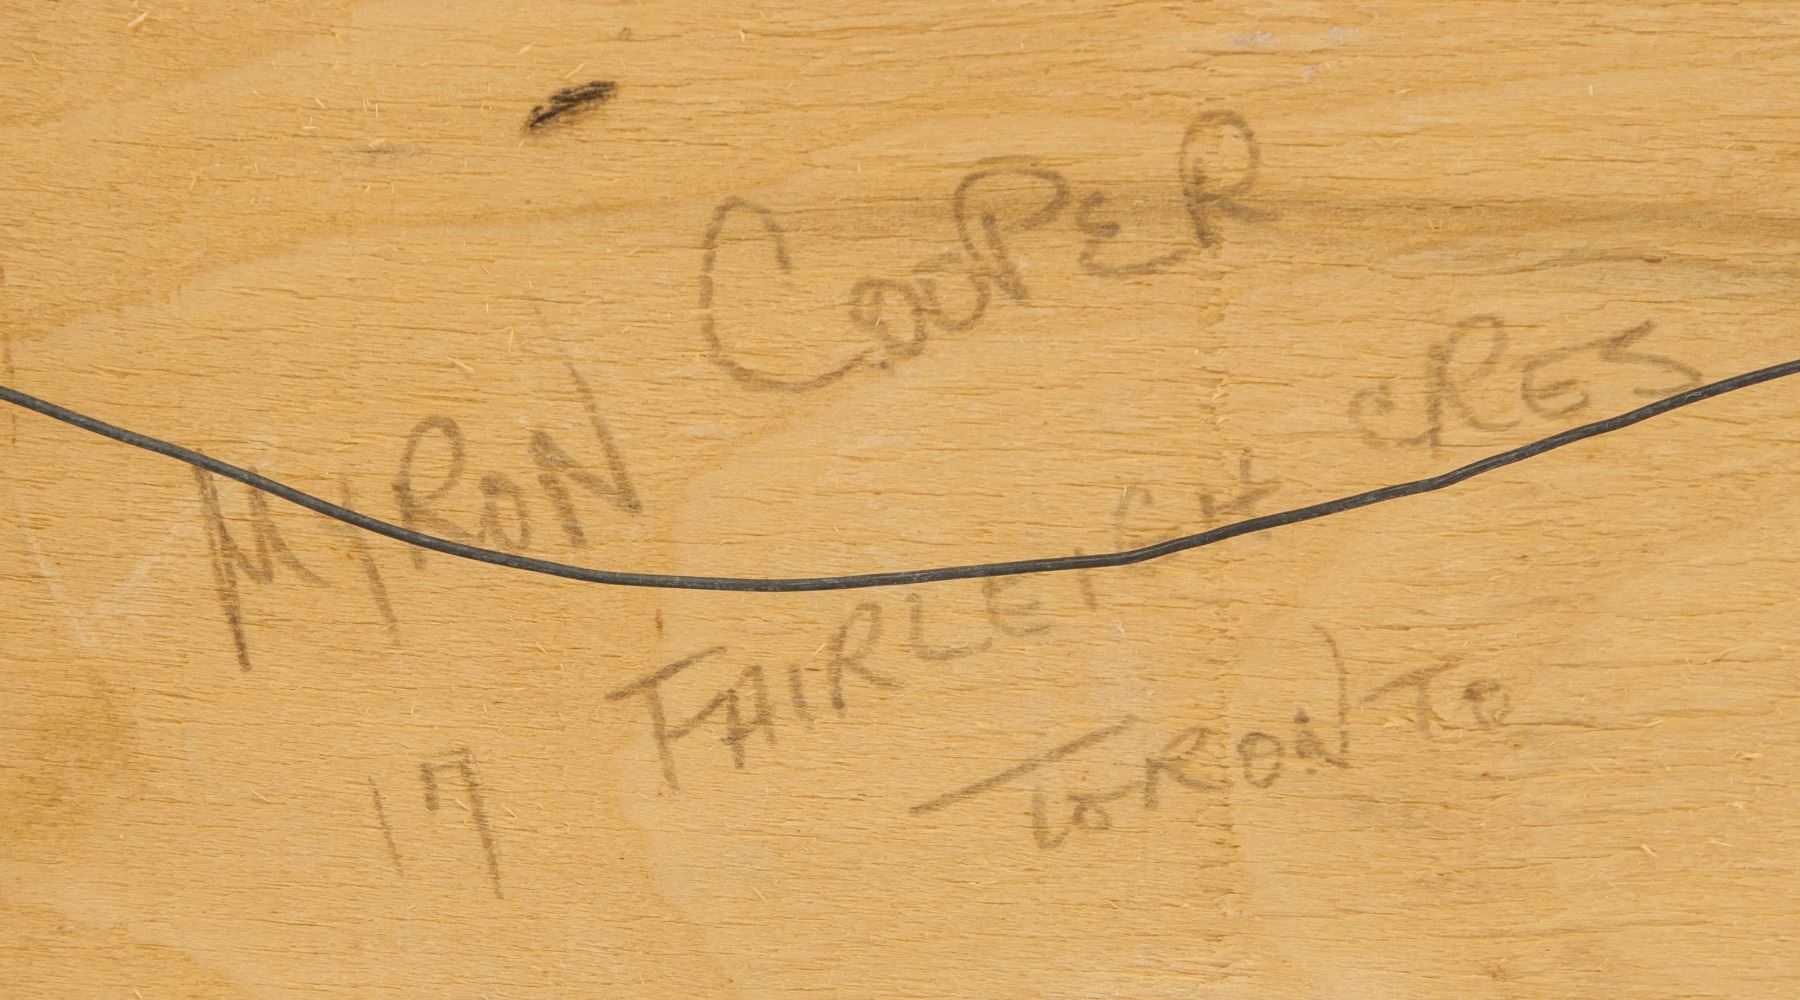 MYRON COOPER
17 FAIRLEIGH CRES
TORONTO